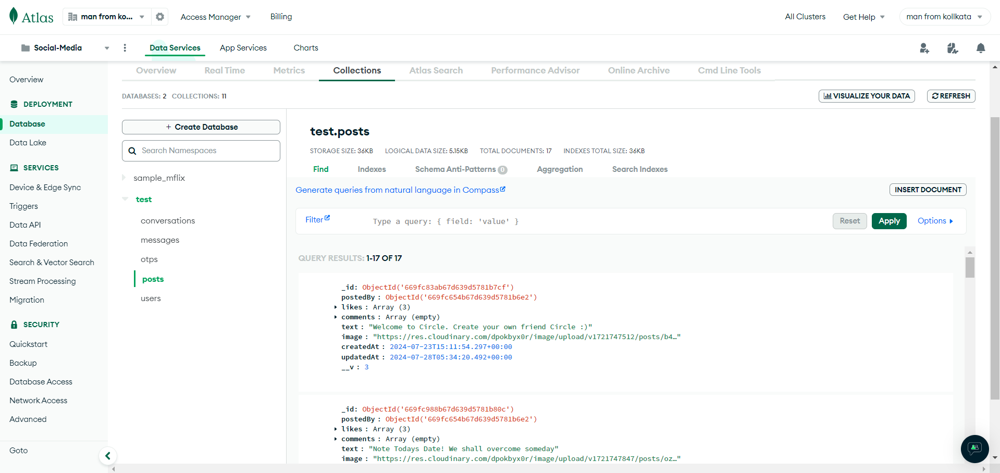 Atlas
man from ko...
Access Manager
Billing
All Clusters
Get Help
man from kollkata
Social-Media
Data Services
App Services
Charts
Overview
Real Time
Metrics
Collections
Atlas Search
Performance Advisor
Online Archive
Cmd Line Tools
DATABASES: 2 COLLECTIONS: 11
VISUALIZE YOUR DATA
REFRESH
Overview
DEPLOYMENT
Database
Data Lake
SERVICES
Device & Edge Sync
Triggers
Data API
Data Federation
Search & Vector Search
Stream Processing
Migration
SECURITY
Quickstart
Backup
Database Access
Network Access
Advanced
Goto
+ Create Database
Search Namespaces
sample_mflix
test
conversations
messages
otps
posts
users
test.posts
STORAGE SIZE: 36KB LOGICAL DATA SIZE: 5.15KB TOTAL DOCUMENTS: 17 INDEXES TOTAL SIZE: 36KB
Find
Indexes
Schema Anti-Patterns 0
Aggregation
Search Indexes
Generate queries from natural language in Compass
INSERT DOCUMENT
Filter
Type a query: { field: 'value' }
Reset
Apply
Options
QUERY RESULTS: 1-17 OF 17
_id: ObjectId('669fc83ab67d639d5781b7cf')
postedBy : ObjectId('669fc654b67d639d5781b6e2')
likes : Array (3)
comments : Array (empty)
text : "Welcome to Circle. Create your own friend Circle :)"
image : "https://res.cloudinary.com/dpokbyx0r/image/upload/v1721747512/posts/b4…"
createdAt : 2024-07-23T15:11:54.297+00:00
updatedAt : 2024-07-28T05:34:20.492+00:00
__v : 3
_id: ObjectId('669fc988b67d639d5781b80c')
postedBy : ObjectId('669fc654b67d639d5781b6e2')
likes : Array (3)
comments : Array (empty)
text : "Note Todays Date! We shall overcome someday"
image : "https://res.cloudinary.com/dpokbyx0r/image/upload/v1721747847/posts/oz…"